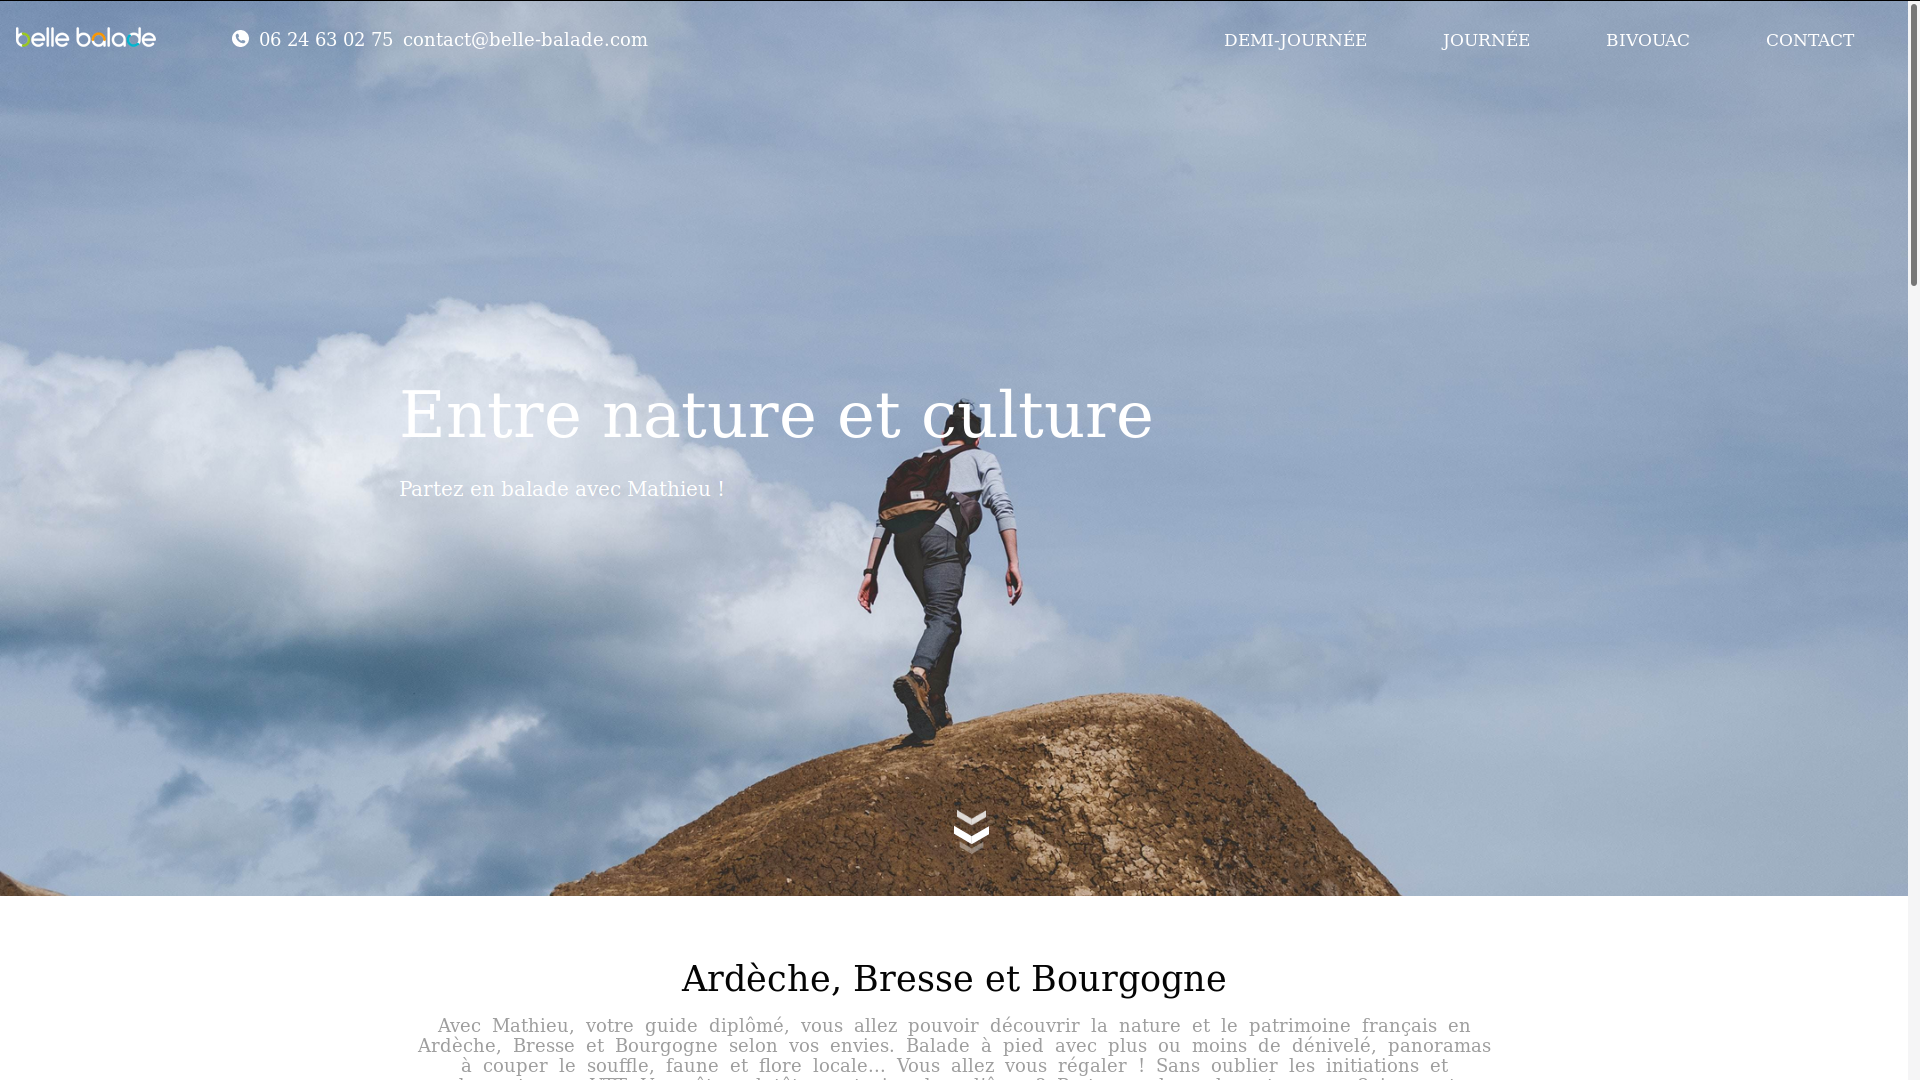 belle balade
06 24 63 02 75 contact@belle-balade.com
DEMI-JOURNÉE JOURNÉE BIVOUAC CONTACT
Entre nature et culture
Partez en balade avec Mathieu !
Ardèche, Bresse et Bourgogne
Avec Mathieu, votre guide diplômé, vous allez pouvoir découvrir la nature et le patrimoine français en
Ardèche, Bresse et Bourgogne selon vos envies. Balade à pied avec plus ou moins de dénivelé, panoramas
à couper le souffle, faune et flore locale... Vous allez vous régaler ! Sans oublier les initiations et